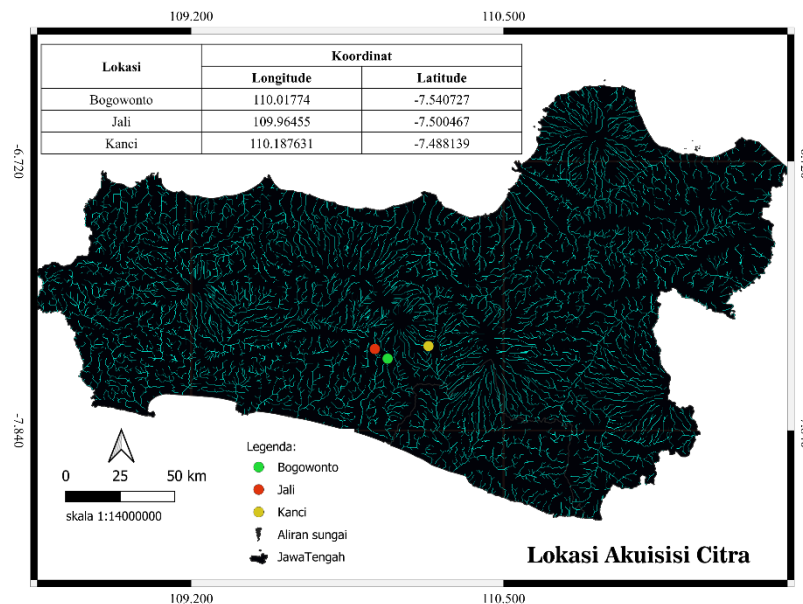 109.200 110.500
Lokasi Koordinat
Longitude Latitude
Bogowonto 110.01774 -7.540727
Jali 109.96455 -7.500467
Kanci 110.187631 -7.488139
-6.720
-7.840
0 25 50 km
skala 1:14000000
Legenda:
Bogowonto
Jali
Kanci
Aliran sungai
JawaTengah
Lokasi Akuisisi Citra
109.200 110.500